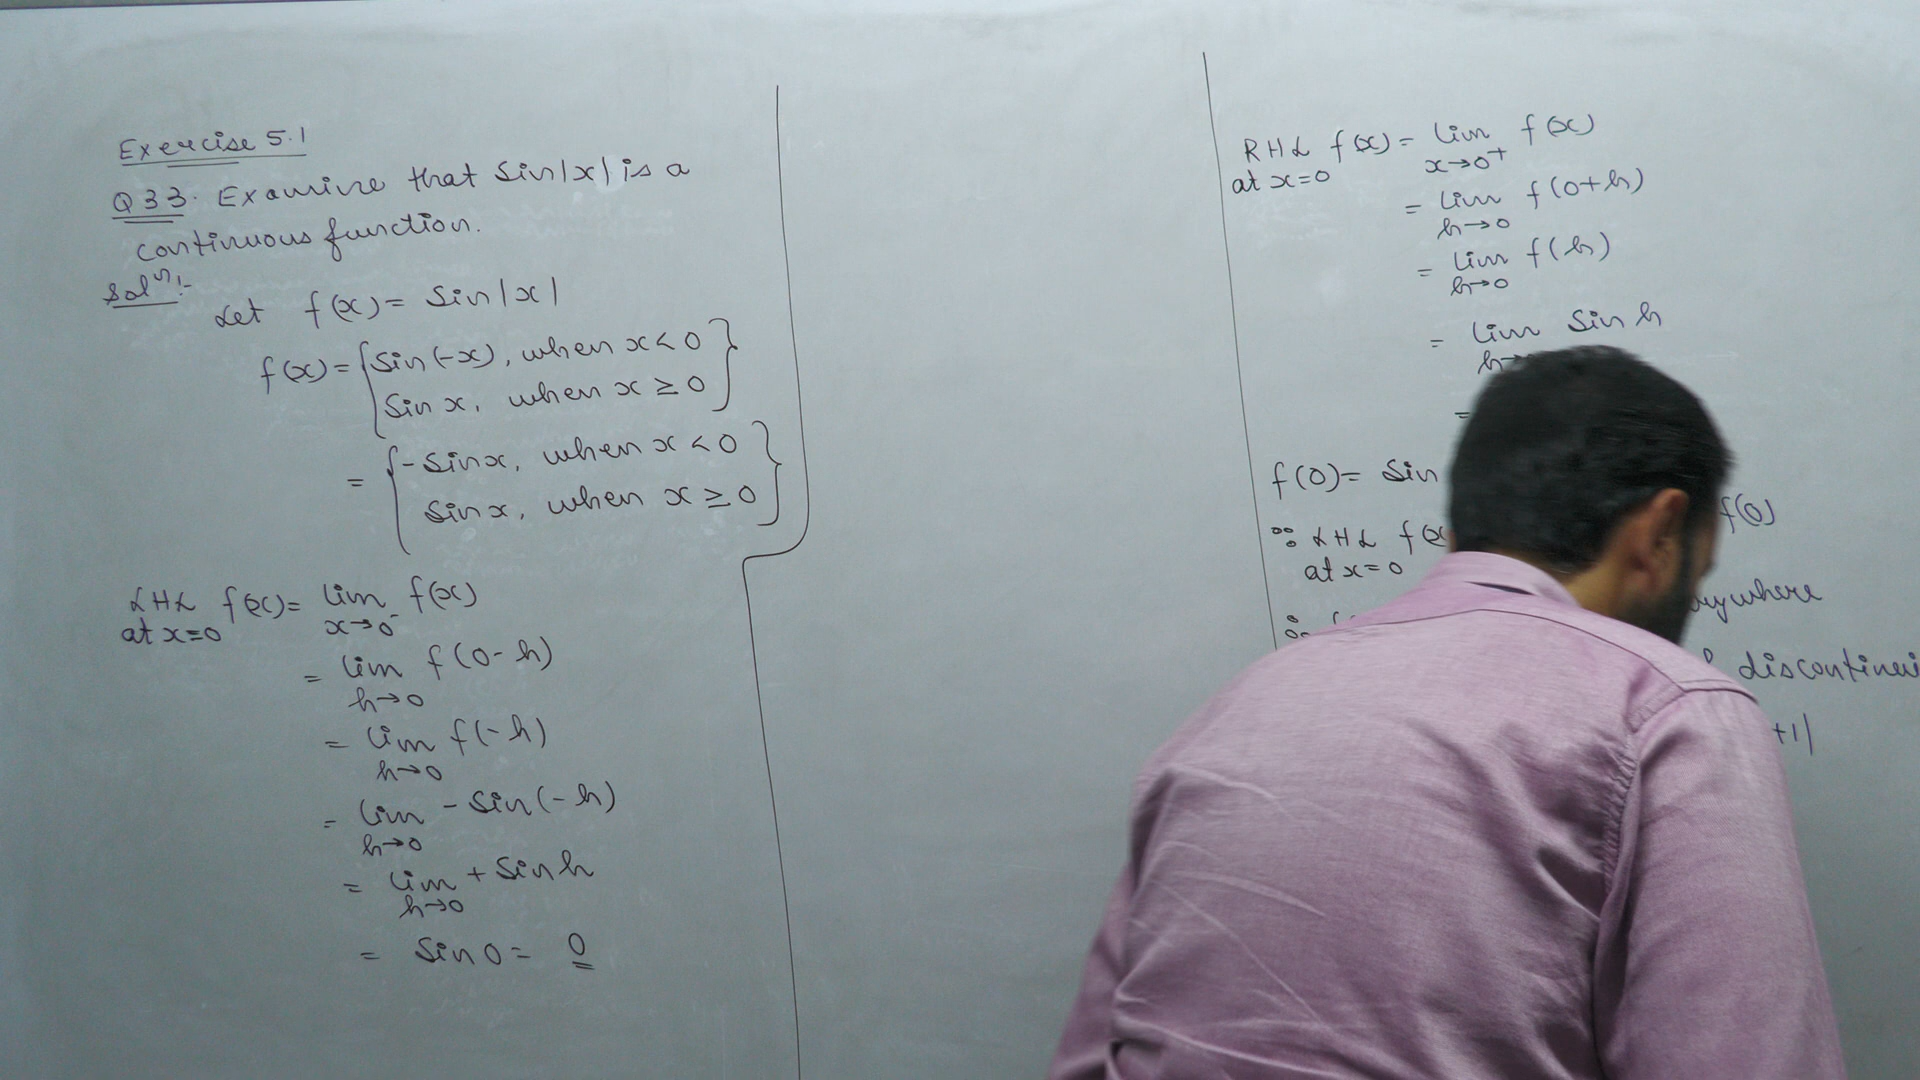 Exercise 5.1
Q33. Examine that Sin|x| is a
continuous function.
Solⁿ:-
Let f(x) = Sin|x|
f(x) = { Sin(-x), when x < 0
Sin x, when x ≥ 0 }
= { -Sin x, when x < 0
Sin x, when x ≥ 0 }
LHL f(x) = lim f(x)
at x=0 x→0⁻
= lim f(0-h)
h→0
= lim f(-h)
h→0
= lim - Sin(-h)
h→0
= lim + Sin h
h→0
= Sin 0 = 0
RHL f(x) = lim f(x)
at x=0 x→0⁺
= lim f(0+h)
h→0
= lim f(h)
h→0
= lim Sin h
h→
=
f(0) = Sin
∵ LHL f(x f(0)
at x=0
∴
discontinui
+1|